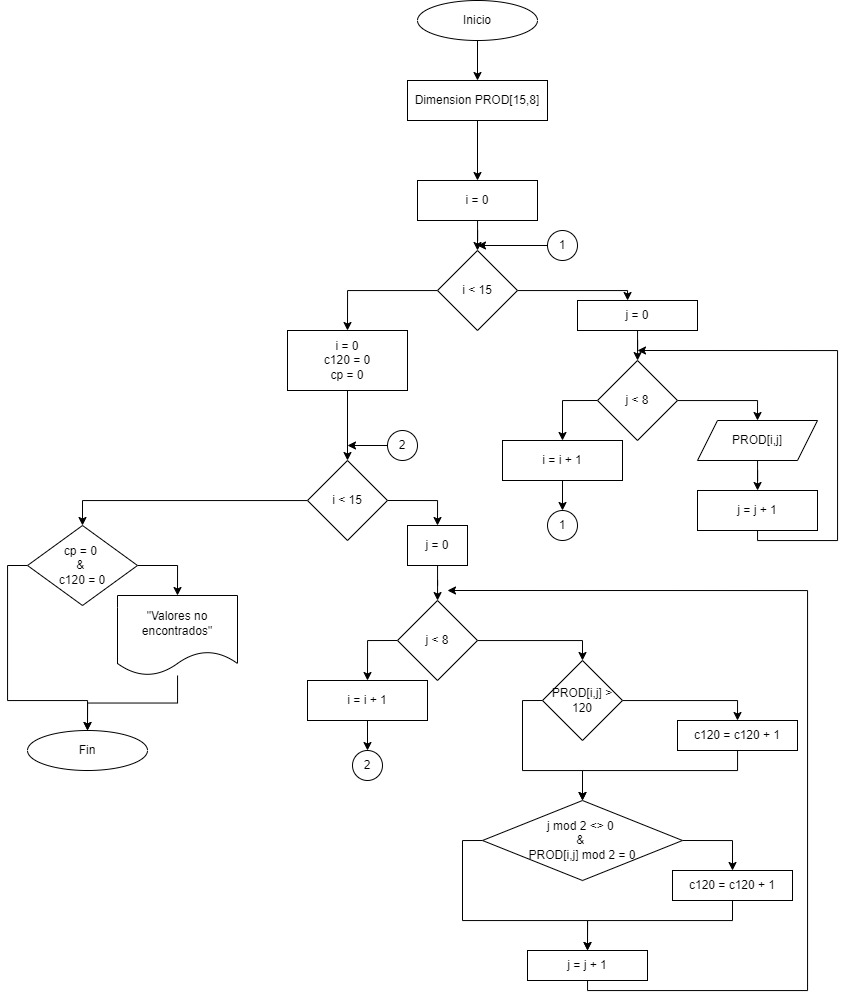 Inicio
Dimension PROD[15,8]
i = 0
1
i < 15
j = 0
i = 0
c120 = 0
cp = 0
j < 8
PROD[i,j]
i = i + 1
j = j + 1
1
2
i < 15
j = 0
cp = 0
&
c120 = 0
"Valores no
encontrados"
j < 8
PROD[i,j] >
120
i = i + 1
c120 = c120 + 1
Fin
2
j mod 2 <> 0
&
PROD[i,j] mod 2 = 0
c120 = c120 + 1
j = j + 1